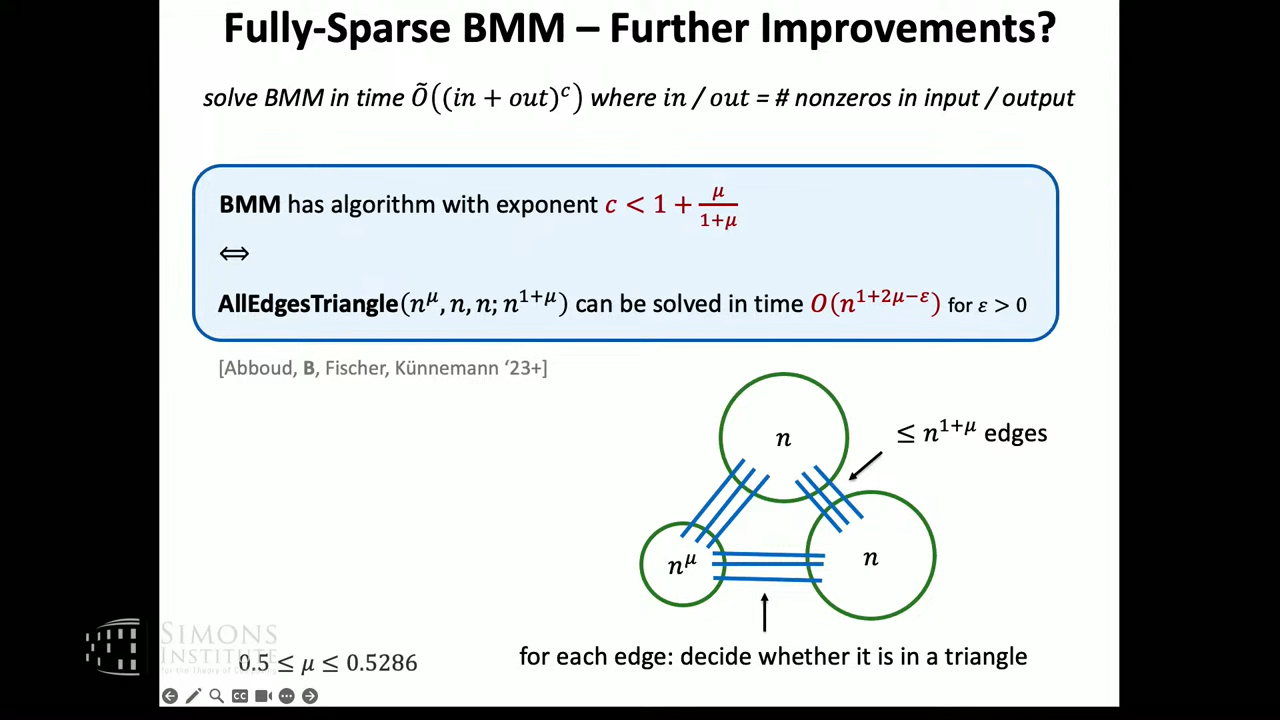 Fully-Sparse BMM – Further Improvements?
solve BMM in time Õ((in + out)ᶜ) where in / out = # nonzeros in input / output
BMM has algorithm with exponent c < 1 + μ/(1+μ)
⟺
AllEdgesTriangle(n^μ, n, n; n^{1+μ}) can be solved in time O(n^{1+2μ−ε}) for ε > 0
[Abboud, B, Fischer, Künnemann ‘23+]
n
≤ n^{1+μ} edges
n^μ
n
for each edge: decide whether it is in a triangle
SIMONS
INSTITUTE
0.5 ≤ μ ≤ 0.5286
CC